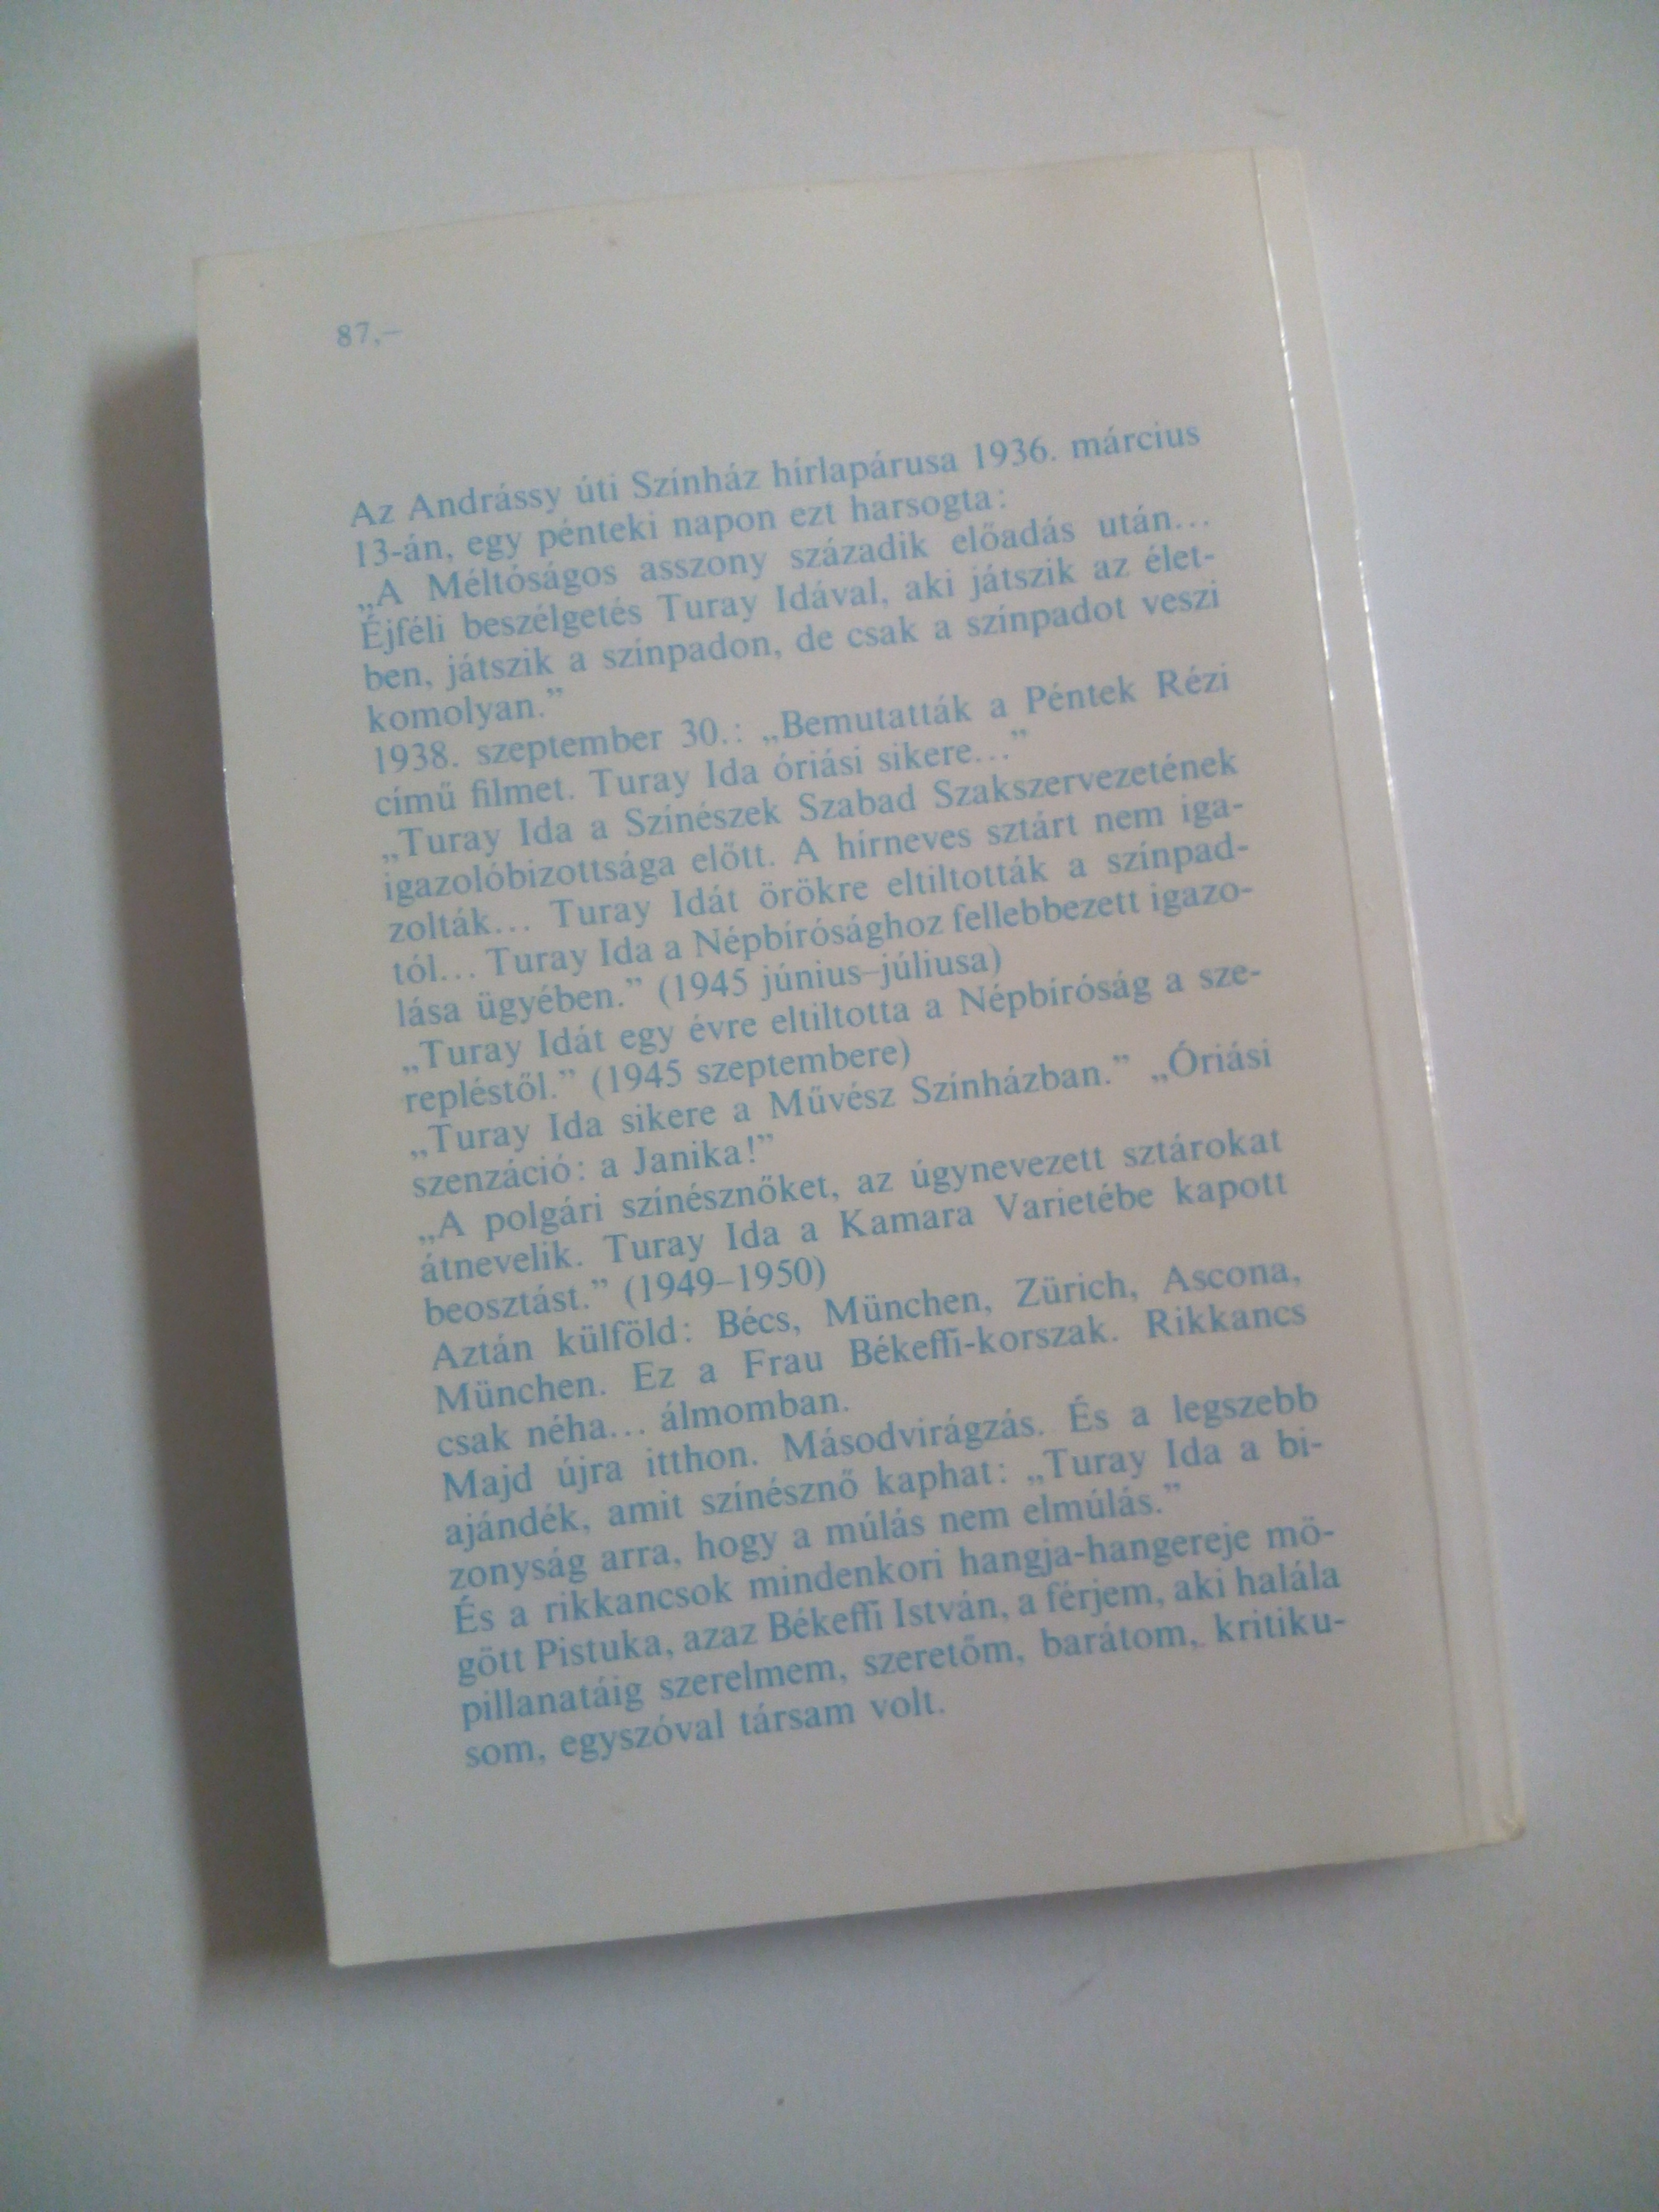 87,–
Az Andrássy úti Színház hírlapárusa 1936. március
13-án, egy pénteki napon ezt harsogta:
„A Méltóságos asszony századik előadás után...
Éjféli beszélgetés Turay Idával, aki játszik az élet-
ben, játszik a színpadon, de csak a színpadot veszi
komolyan.”
1938. szeptember 30.: „Bemutatták a Péntek Rézi
című filmet. Turay Ida óriási sikere...”
„Turay Ida a Színészek Szabad Szakszervezetének
igazolóbizottsága előtt. A hírneves sztárt nem iga-
zolták... Turay Idát örökre eltiltották a színpad-
tól... Turay Ida a Népbírósághoz fellebbezett igazo-
lása ügyében.” (1945 június–júliusa)
„Turay Idát egy évre eltiltotta a Népbíróság a sze-
repléstől.” (1945 szeptembere)
„Turay Ida sikere a Művész Színházban.” „Óriási
szenzáció: a Janika!”
„A polgári színésznőket, az úgynevezett sztárokat
átnevelik. Turay Ida a Kamara Varietébe kapott
beosztást.” (1949–1950)
Aztán külföld: Bécs, München, Zürich, Ascona,
München. Ez a Frau Békeffi-korszak. Rikkancs
csak néha... álmomban.
Majd újra itthon. Másodvirágzás. És a legszebb
ajándék, amit színésznő kaphat: „Turay Ida a bi-
zonyság arra, hogy a múlás nem elmúlás.”
És a rikkancsok mindenkori hangja-hangereje mö-
gött Pistuka, azaz Békeffi István, a férjem, aki halála
pillanatáig szerelmem, szeretőm, barátom, kritiku-
som, egyszóval társam volt.